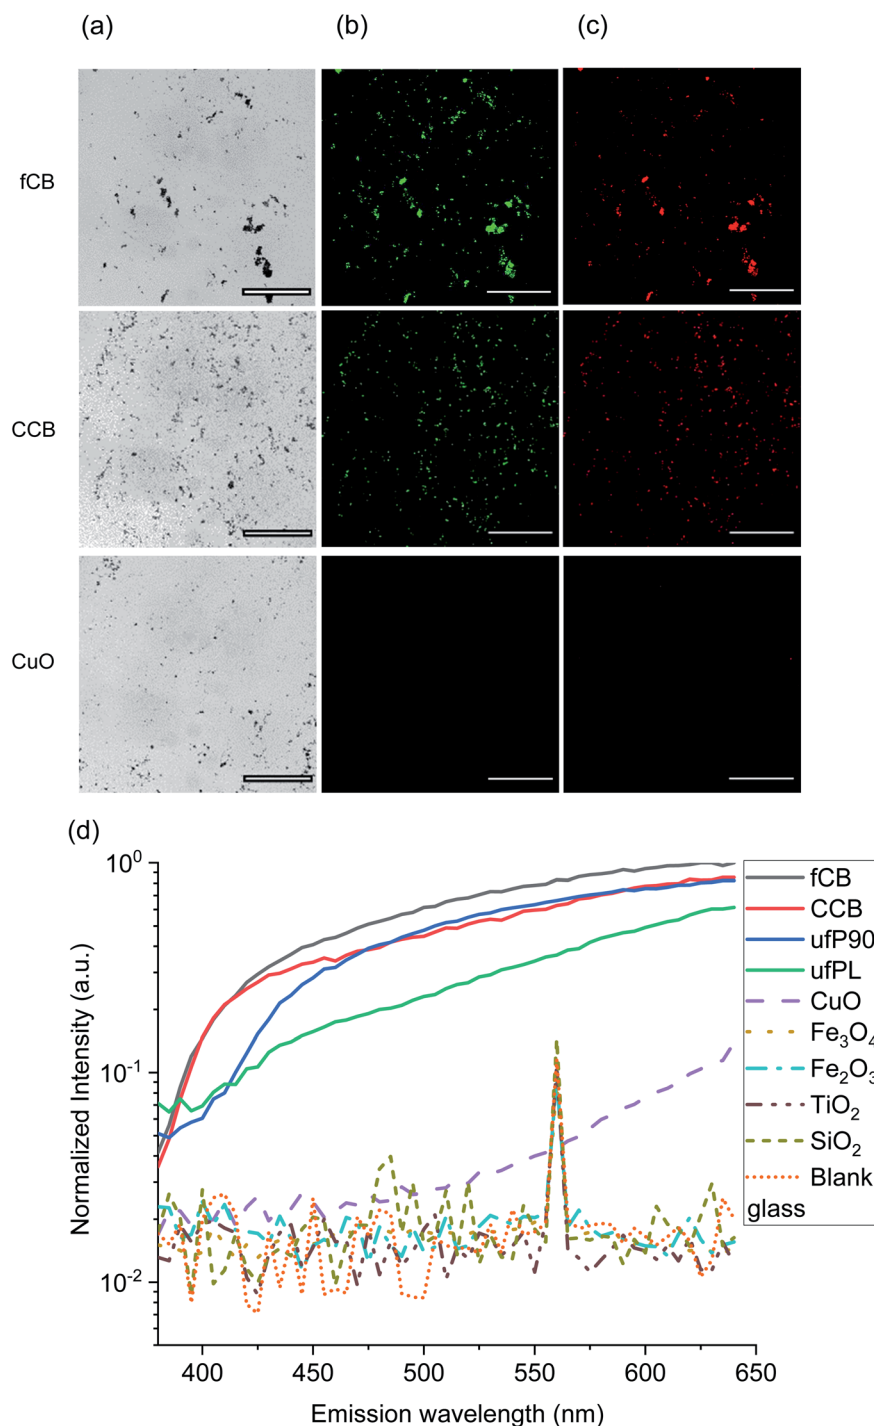 (a) (b) (c)
fCB
CCB
CuO
(d)
10⁰
10⁻¹
10⁻²
Normalized Intensity (a.u.)
400 450 500 550 600 650
Emission wavelength (nm)
fCB
CCB
ufP90
ufPL
CuO
Fe₃O₄
Fe₂O₃
TiO₂
SiO₂
Blank
glass